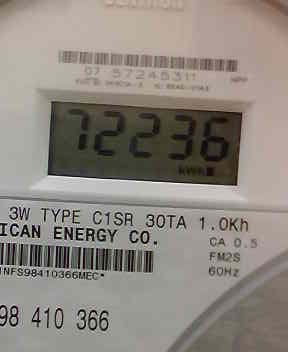 07 57245311
72236
kWh
3W TYPE C1SR 30TA 1.0Kh
ICAN ENERGY CO.
CA 0.5
FM2S
60Hz
INFS98410366MEC*
98 410 366